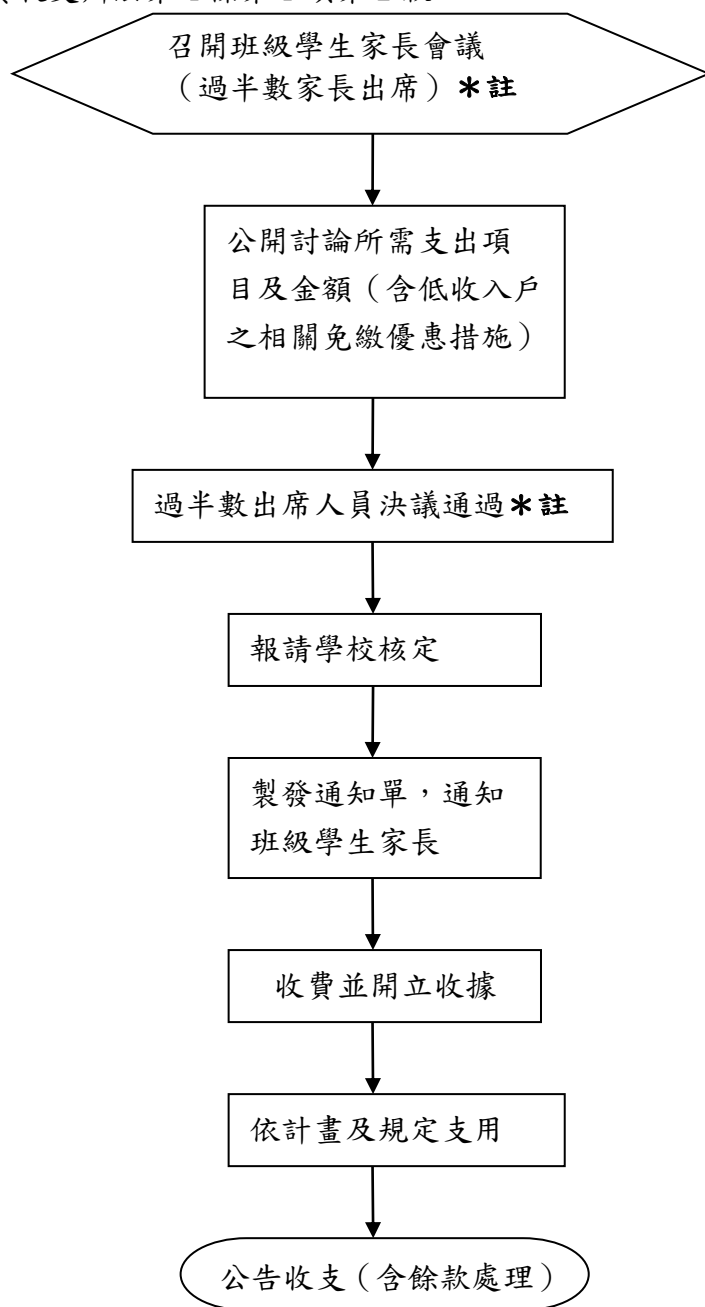 召開班級學生家長會議
（過半數家長出席）＊註
公開討論所需支出項
目及金額（含低收入戶
之相關免繳優惠措施）
過半數出席人員決議通過＊註
報請學校核定
製發通知單，通知
班級學生家長
收費並開立收據
依計畫及規定支用
公告收支（含餘款處理）